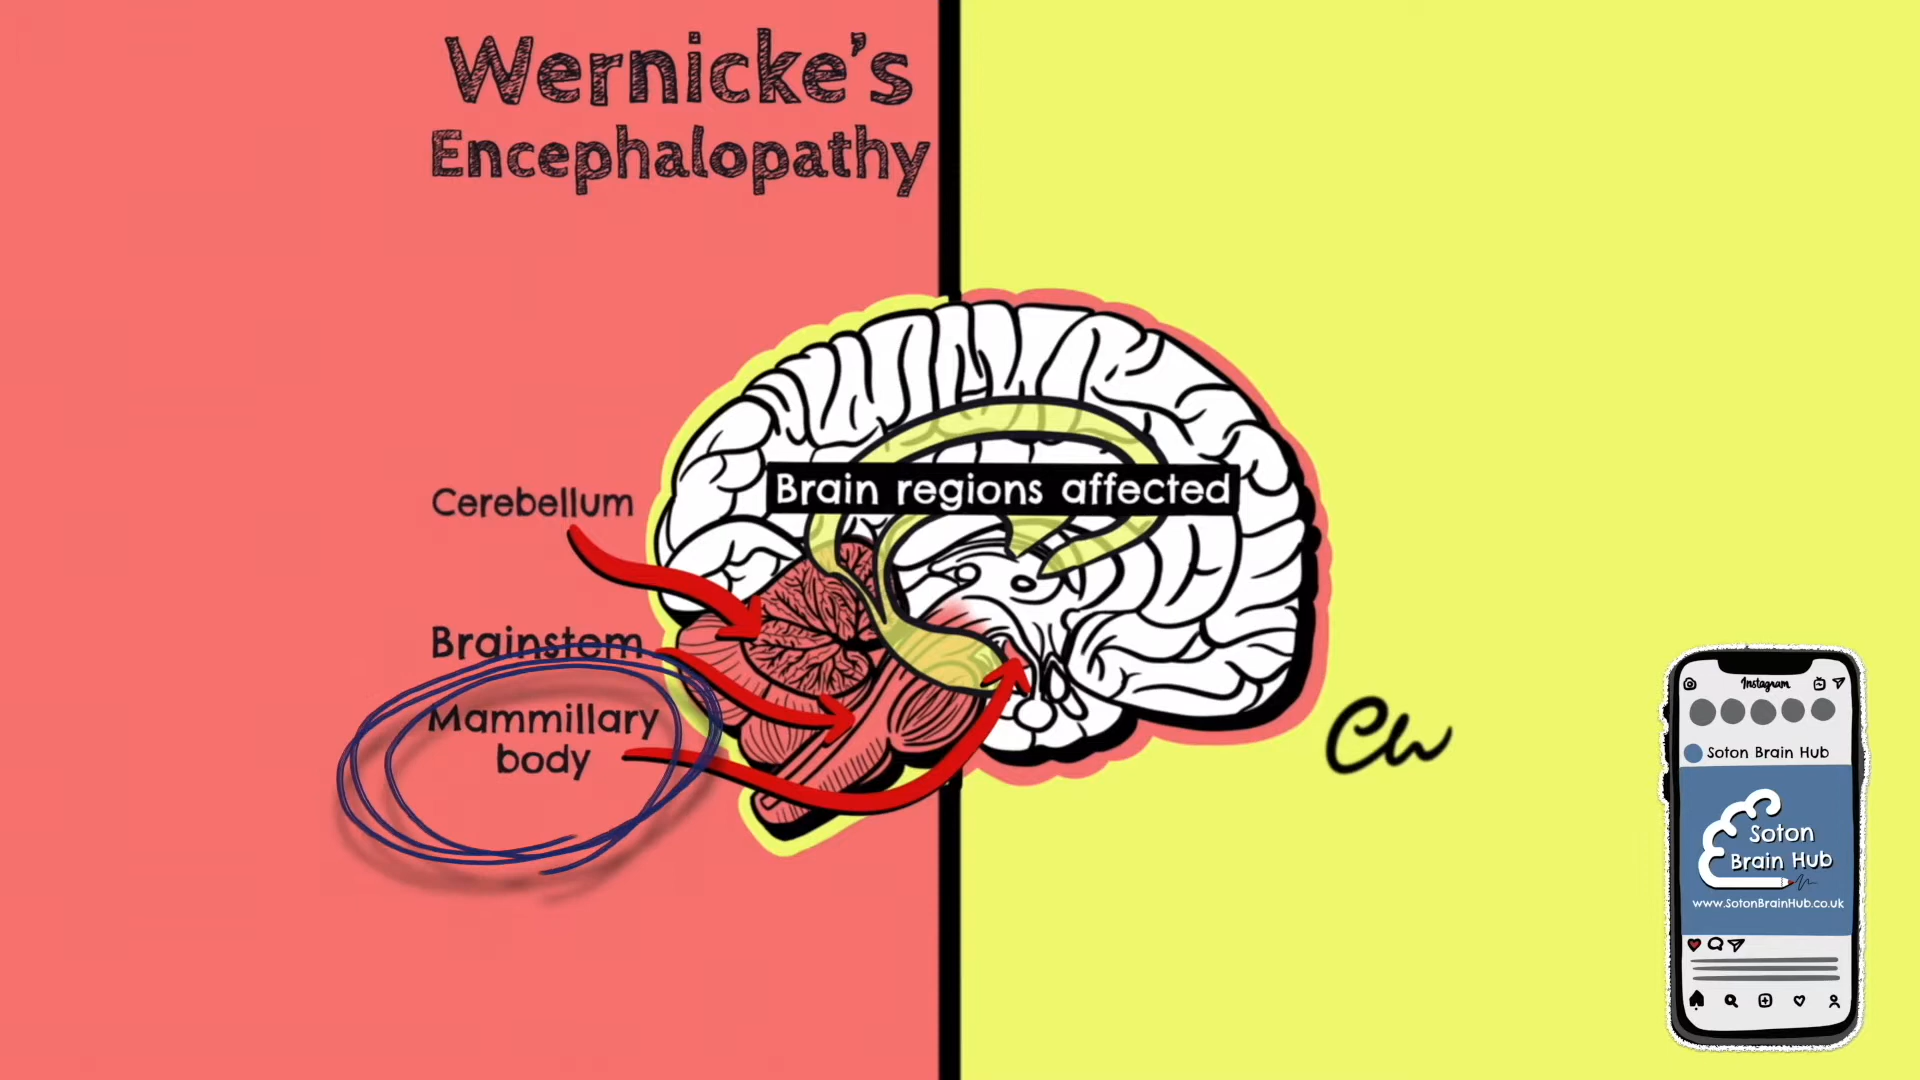 Wernicke's
Encephalopathy
Brain regions affected
Cerebellum
Brainstem
Mammillary
body
Instagram
Soton Brain Hub
Soton
Brain Hub
www.SotonBrainHub.co.uk